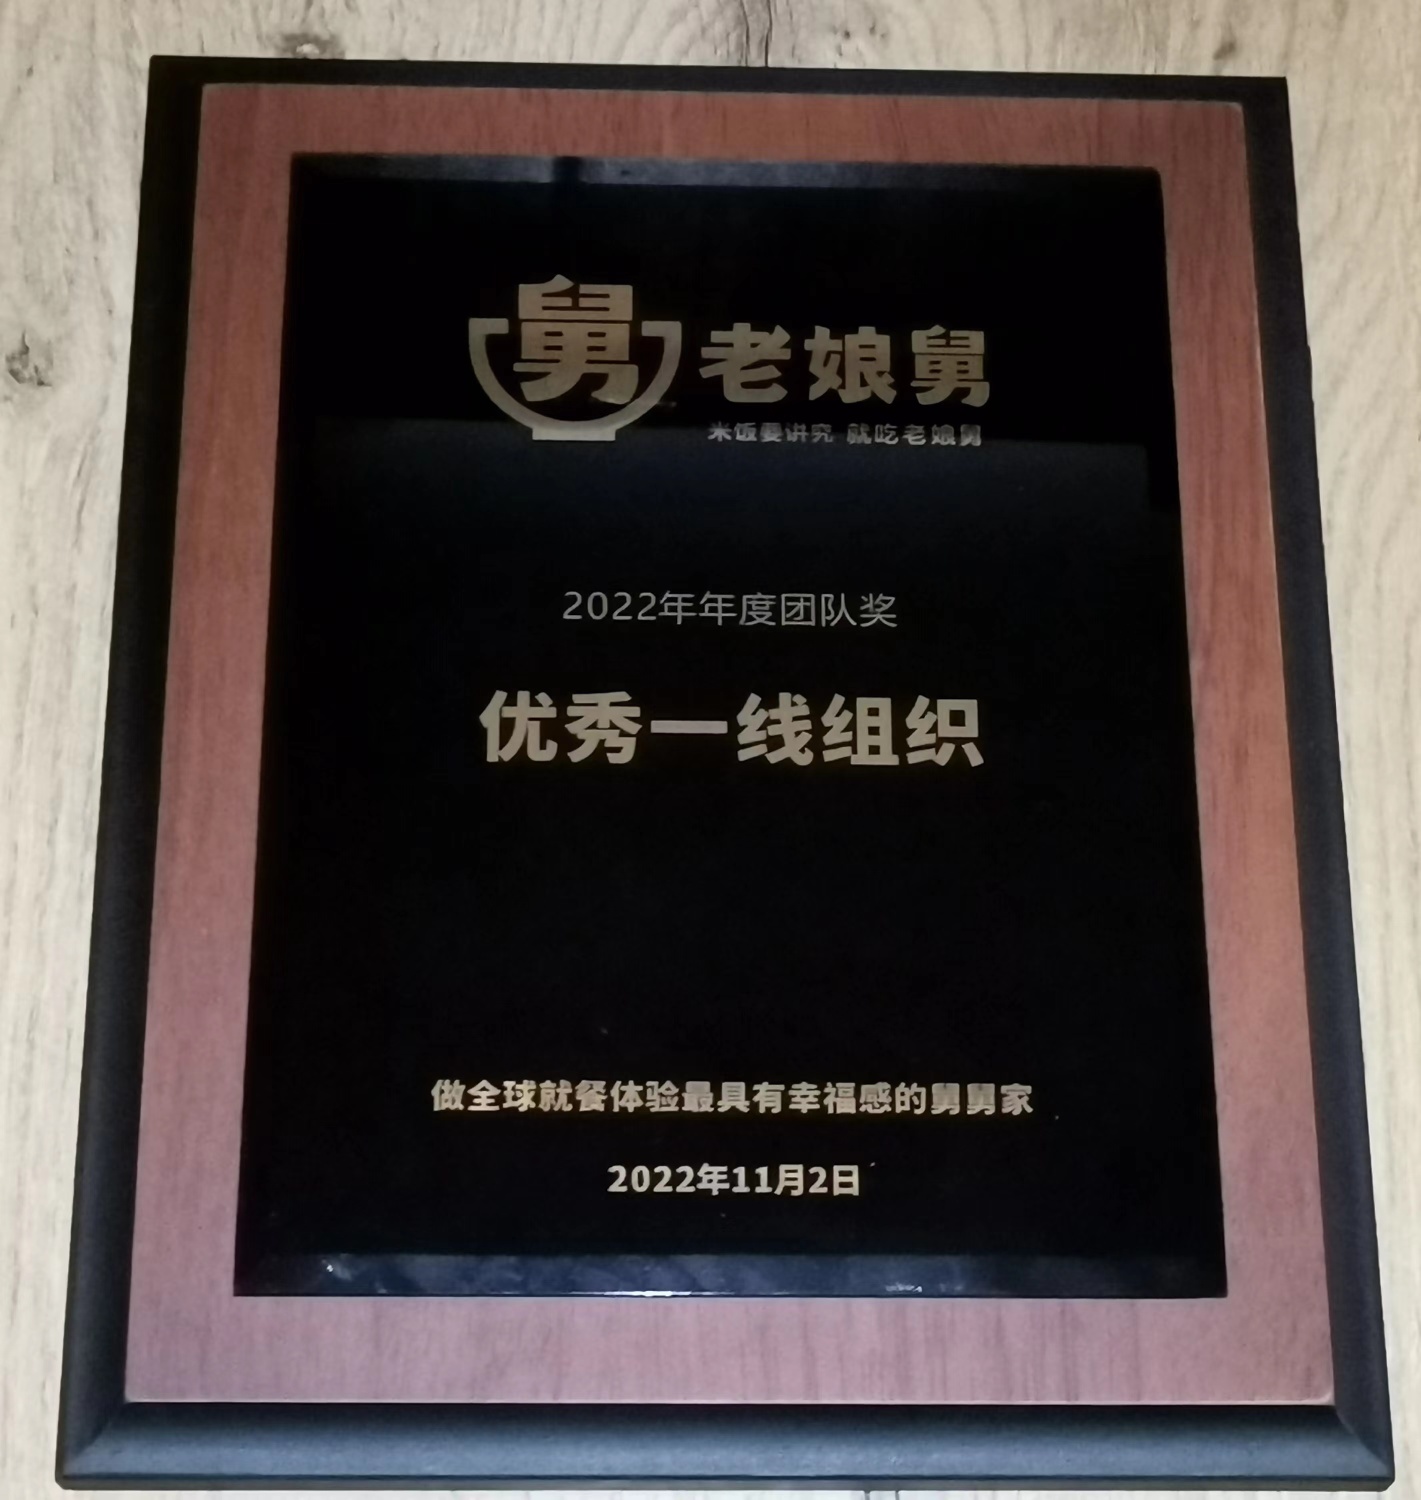 舅 老娘舅
米饭要讲究 就吃老娘舅
2022年年度团队奖
优秀一线组织
做全球就餐体验最具有幸福感的舅舅家
2022年11月2日